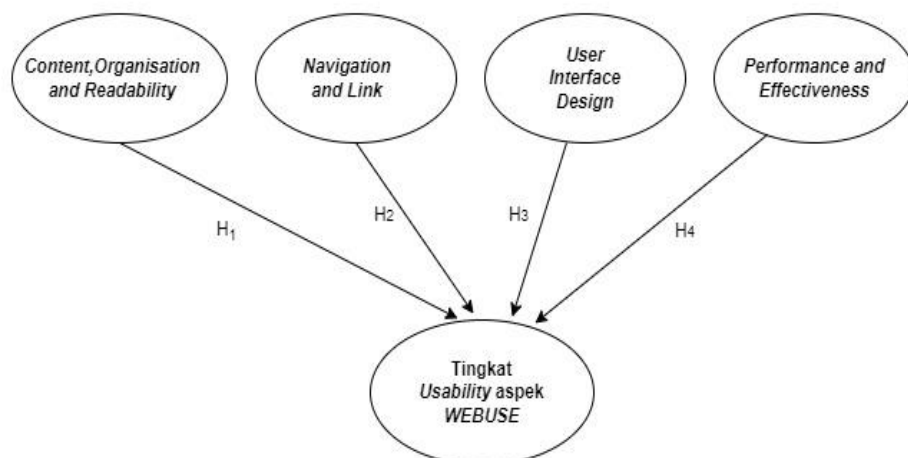 Content,Organisation
and Readability
Navigation
and Link
User
Interface
Design
Performance and
Effectiveness
H1
H2
H3
H4
Tingkat
Usability aspek
WEBUSE